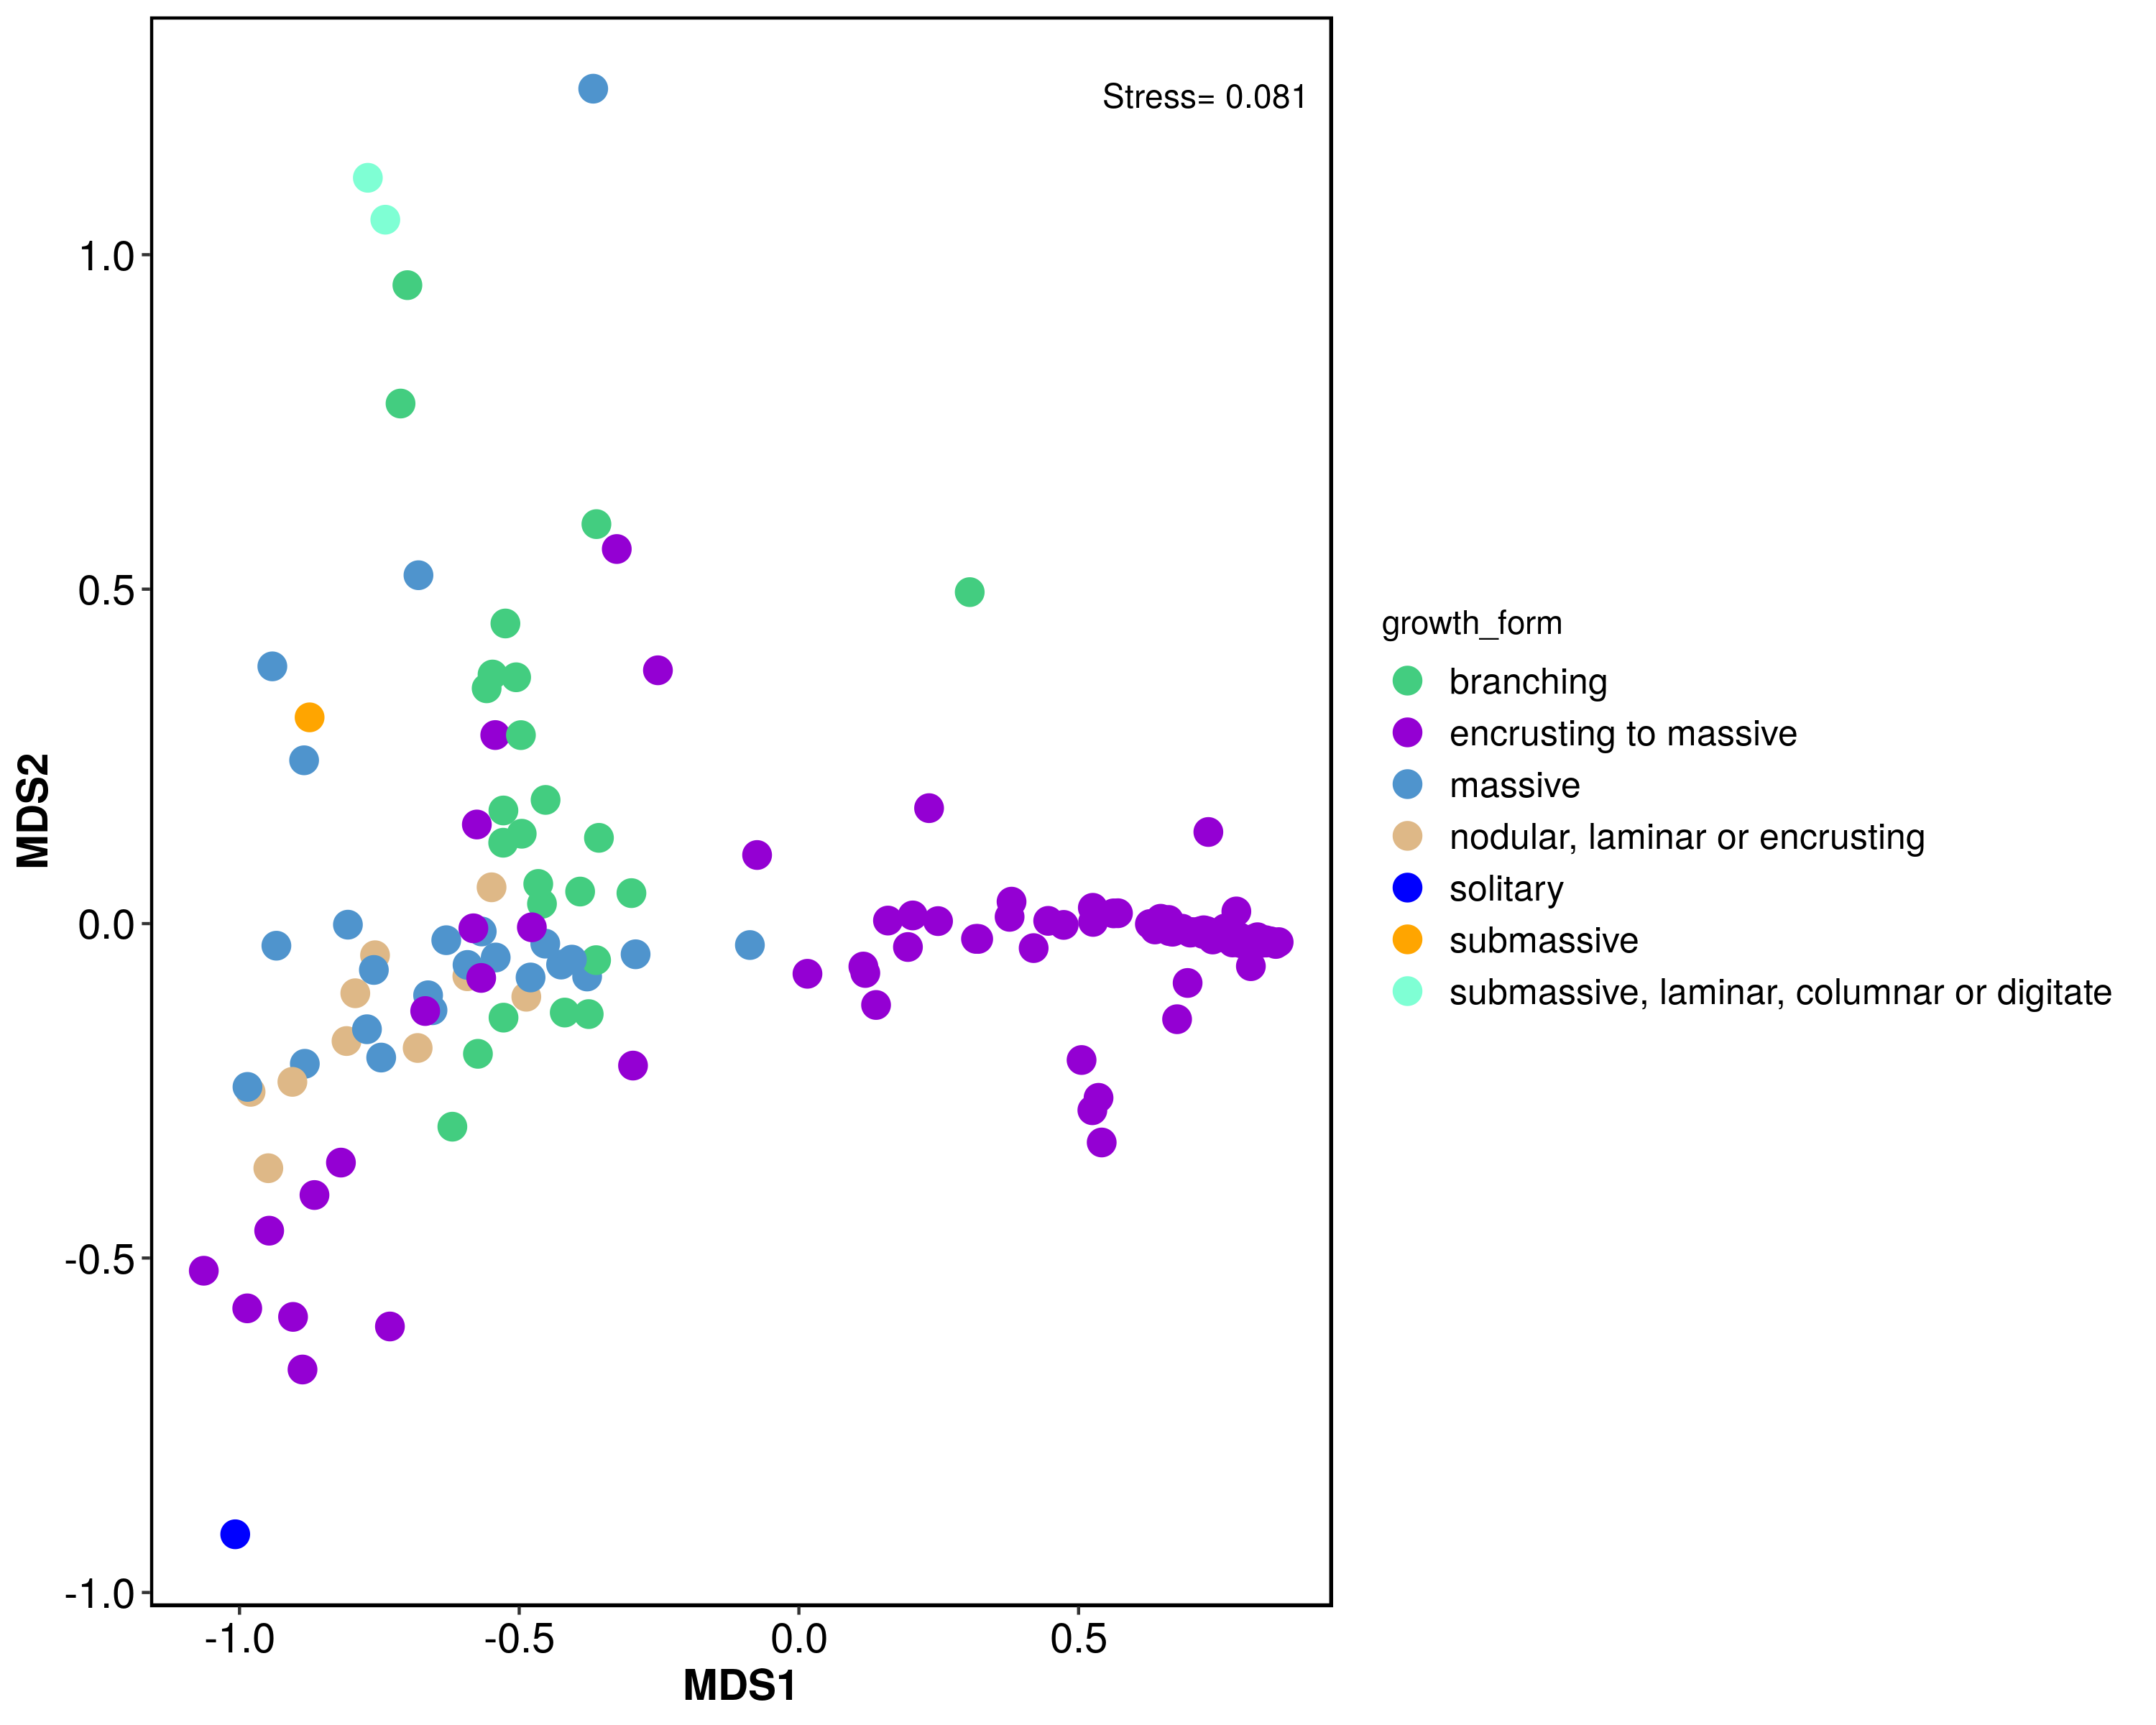 Stress= 0.081
MDS2
1.0
0.5
0.0
-0.5
-1.0
-1.0 -0.5 0.0 0.5
MDS1
growth_form
branching
encrusting to massive
massive
nodular, laminar or encrusting
solitary
submassive
submassive, laminar, columnar or digitate